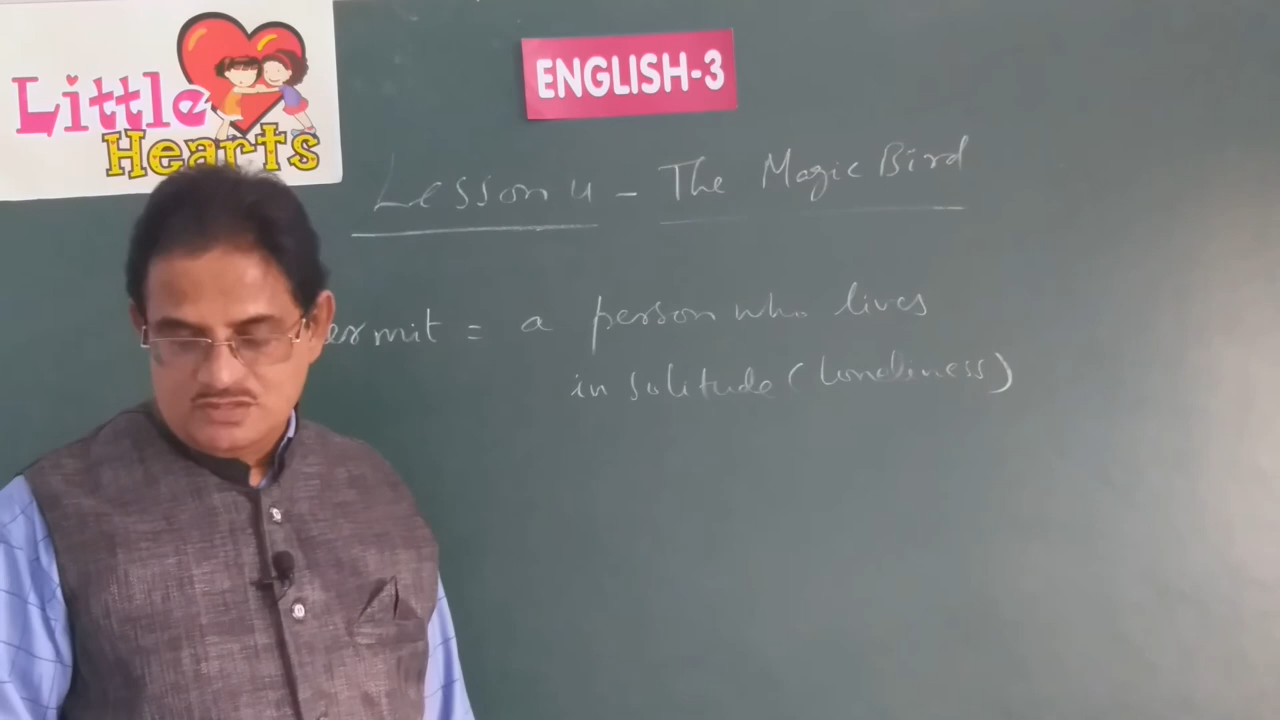 Little
Hearts
ENGLISH-3
Lesson 4 - The Magic Bird
ermit = a person who lives
in solitude (loneliness)